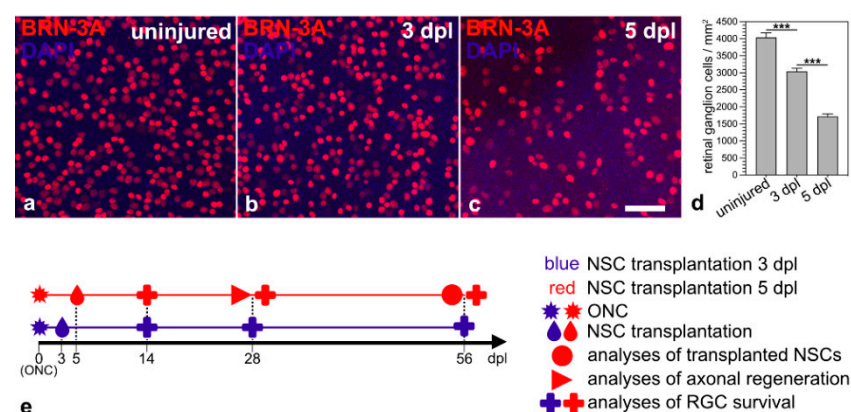 BRN-3A uninjured
DAPI
a
BRN-3A 3 dpl
DAPI
b
BRN-3A 5 dpl
DAPI
c
retinal ganglion cells / mm²
4500
4000
3500
3000
2500
2000
1500
1000
500
0
***
***
uninjured
3 dpl
5 dpl
d
0 3 5 14 28 56 dpl
(ONC)
e
blue NSC transplantation 3 dpl
red NSC transplantation 5 dpl
ONC
NSC transplantation
analyses of transplanted NSCs
analyses of axonal regeneration
analyses of RGC survival